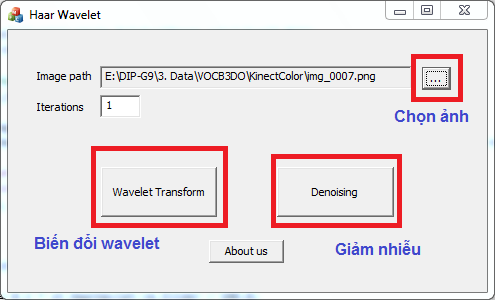 Haar Wavelet
Image path E:\DIP-G9\3. Data\VOCB3DO\KinectColor\img_0007.png ...
Iterations 1
Chọn ảnh
Wavelet Transform Denoising
Biến đổi wavelet
About us
Giảm nhiễu